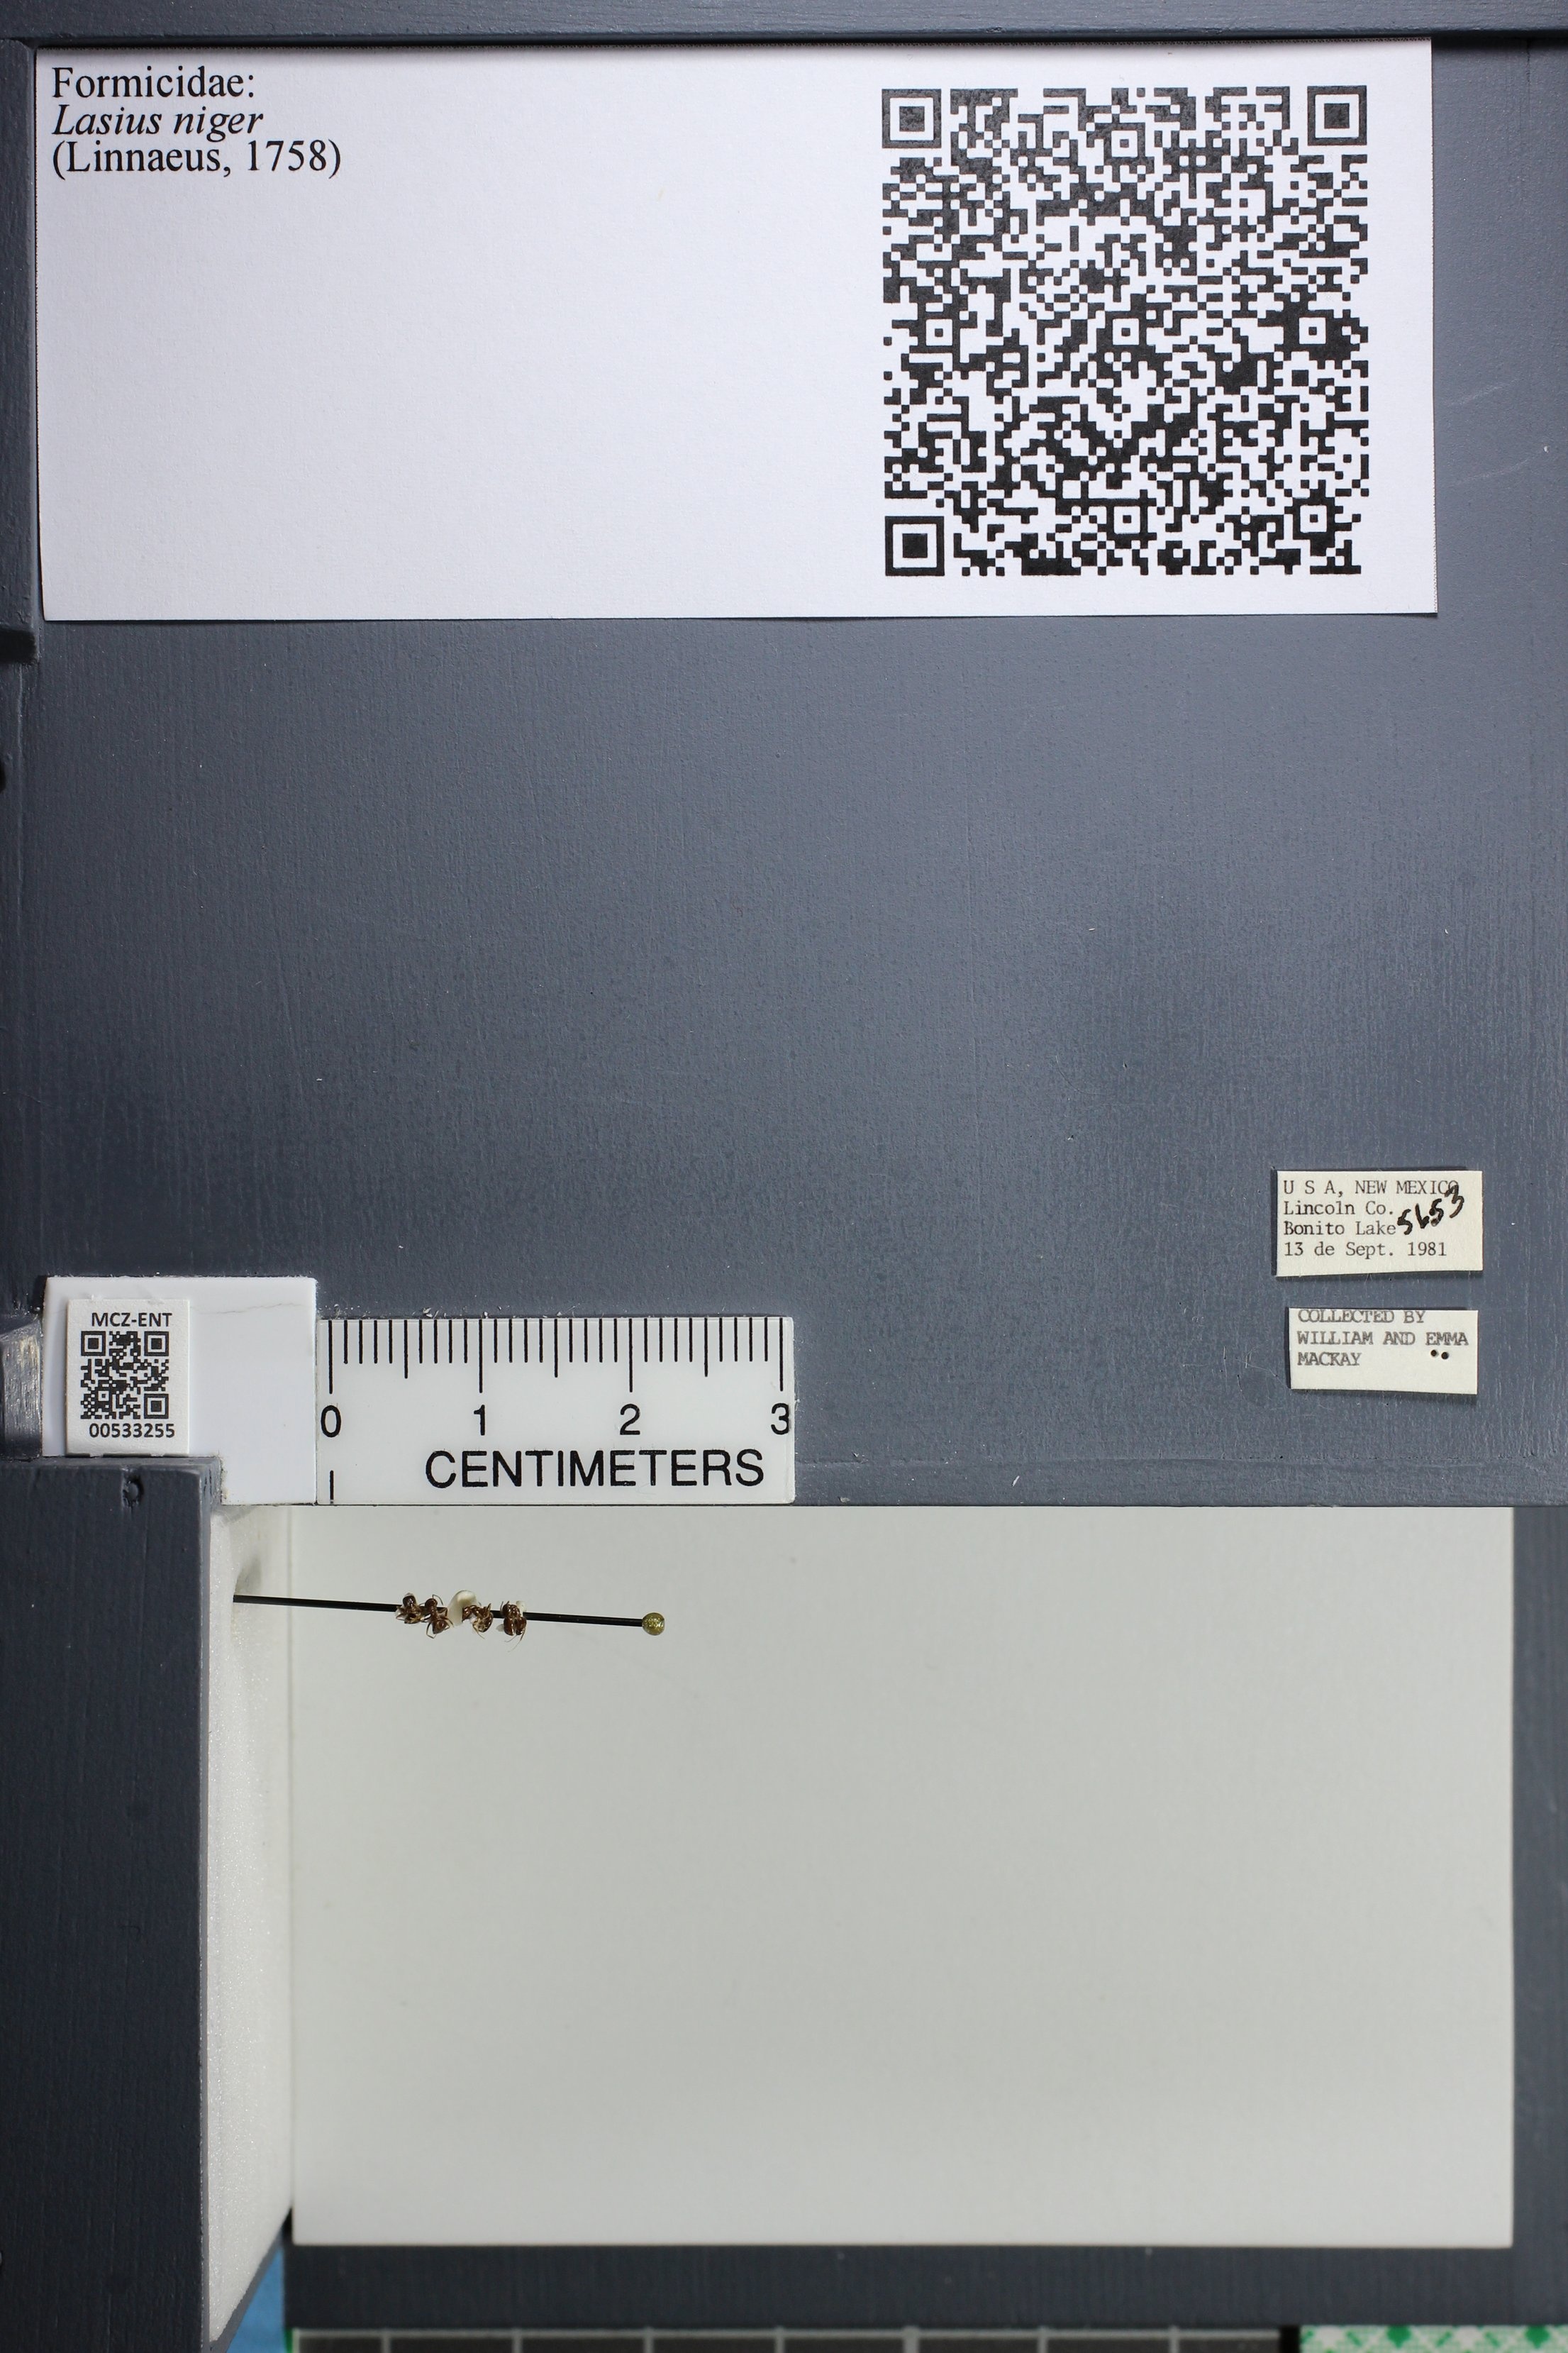 Formicidae:
Lasius niger
(Linnaeus, 1758)
U S A, NEW MEXICO
Lincoln Co.
Bonito Lake 5653
13 de Sept. 1981
COLLECTED BY
WILLIAM AND EMMA
MACKAY
MCZ-ENT
00533255
0 1 2 3
CENTIMETERS